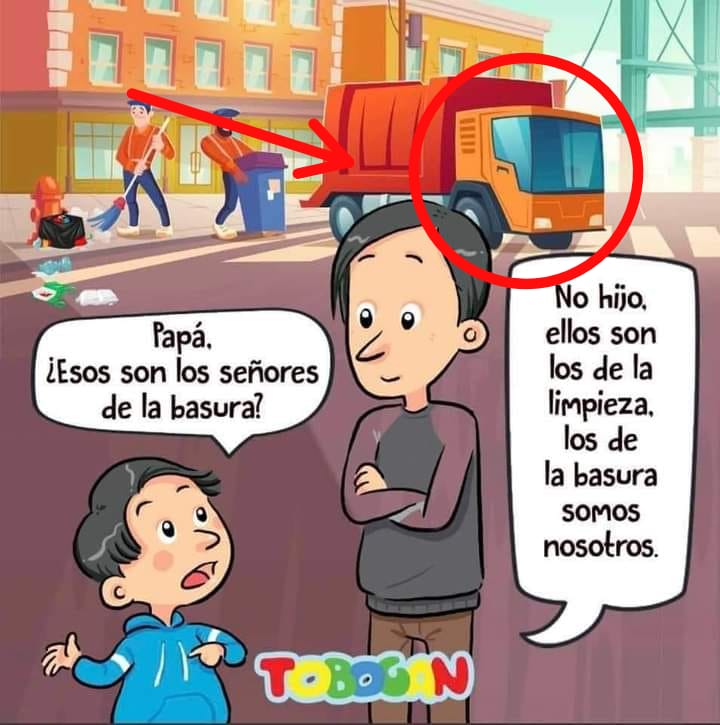 Papá,
¿Esos son los señores
de la basura?
No hijo,
ellos son
los de la
limpieza,
los de
la basura
somos
nosotros.
TOBOGAN